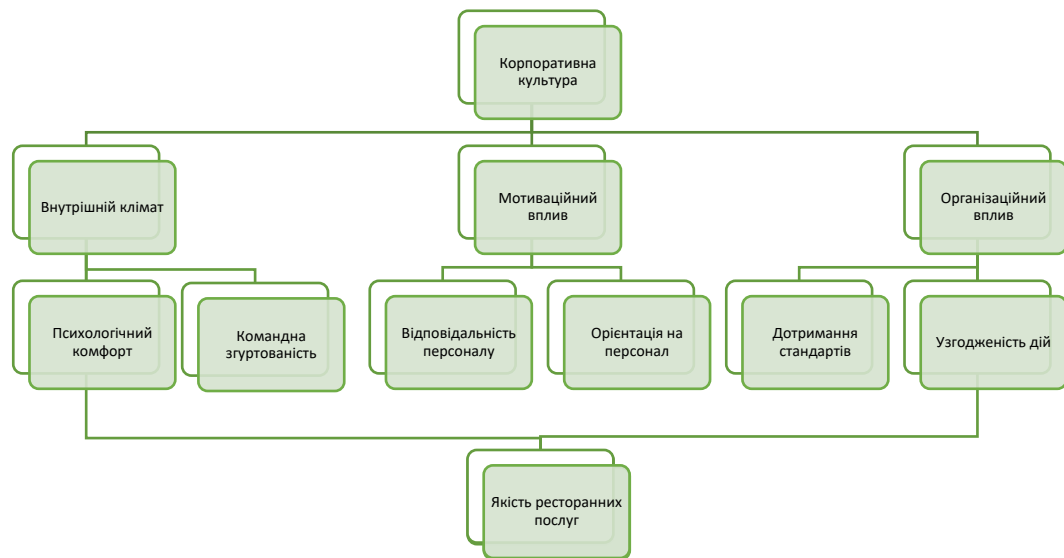 Корпоративна
культура
Внутрішній клімат
Мотиваційний
вплив
Організаційний
вплив
Психологічний
комфорт
Командна
згуртованість
Відповідальність
персоналу
Орієнтація на
персонал
Дотримання
стандартів
Узгодженість дій
Якість ресторанних
послуг